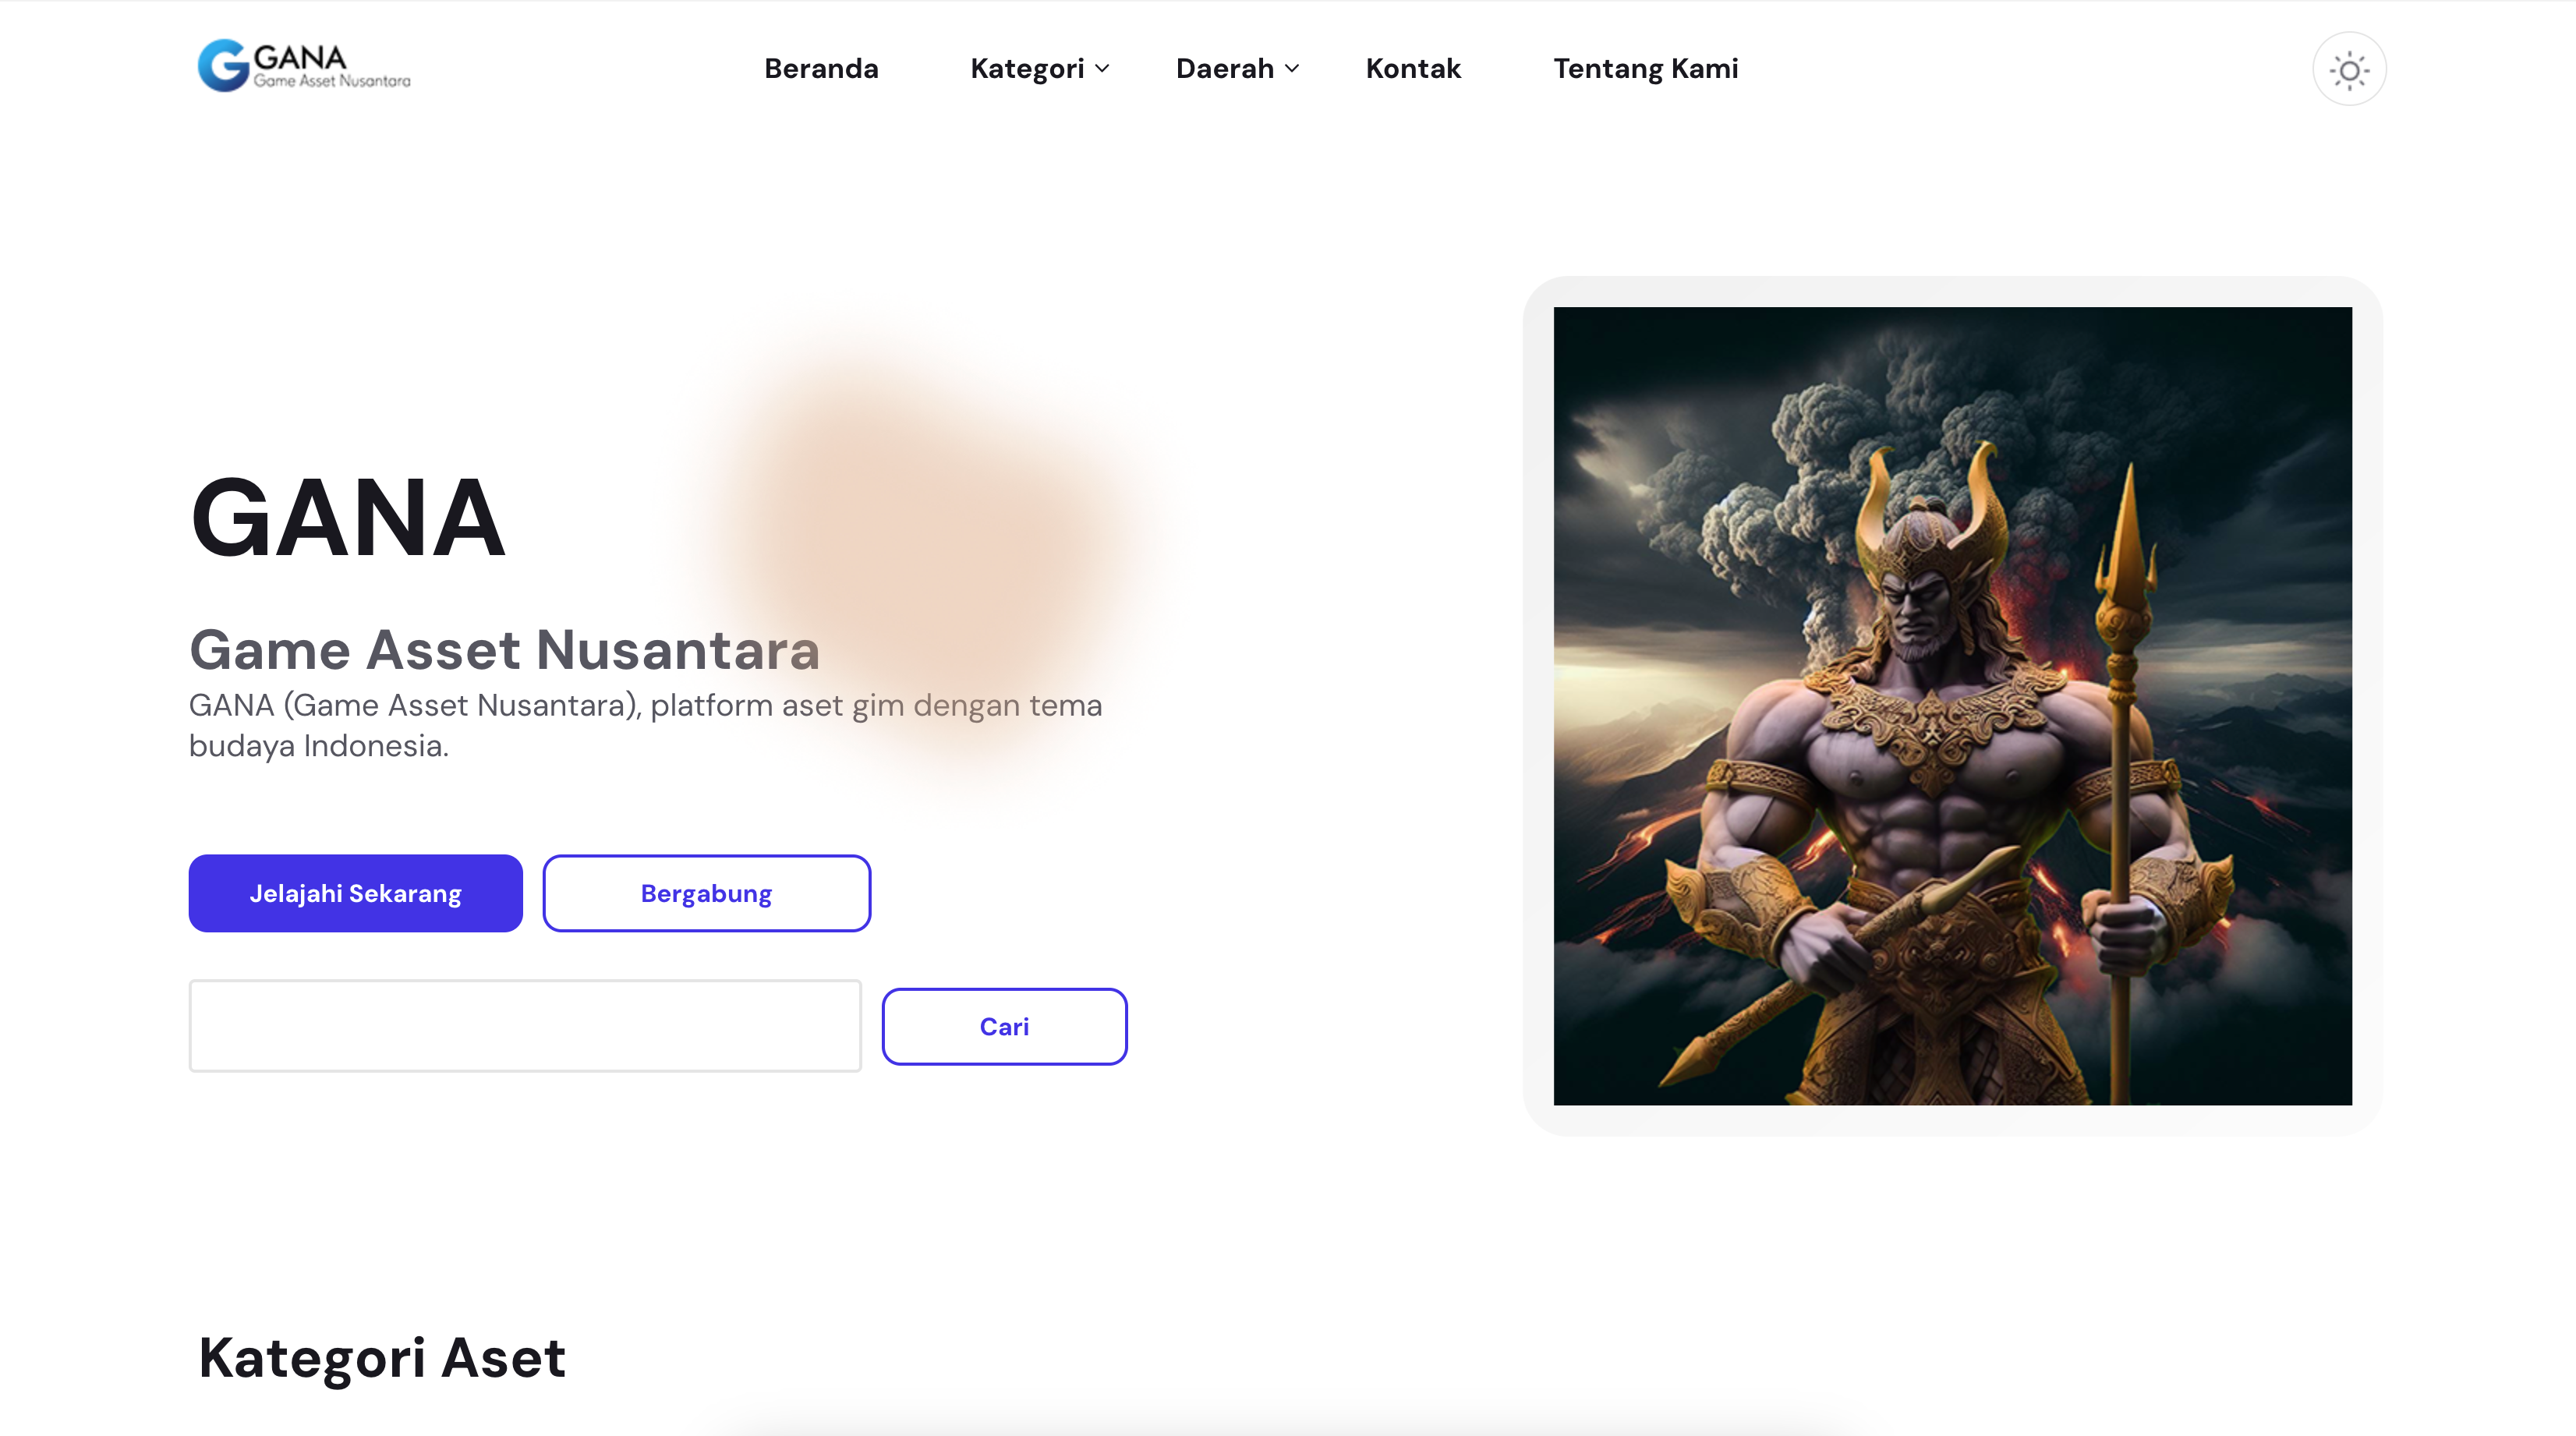 GANA
Game Asset Nusantara
Beranda
Kategori
Daerah
Kontak
Tentang Kami
GANA
Game Asset Nusantara
GANA (Game Asset Nusantara), platform aset gim dengan tema
budaya Indonesia.
Jelajahi Sekarang
Bergabung
Cari
Kategori Aset